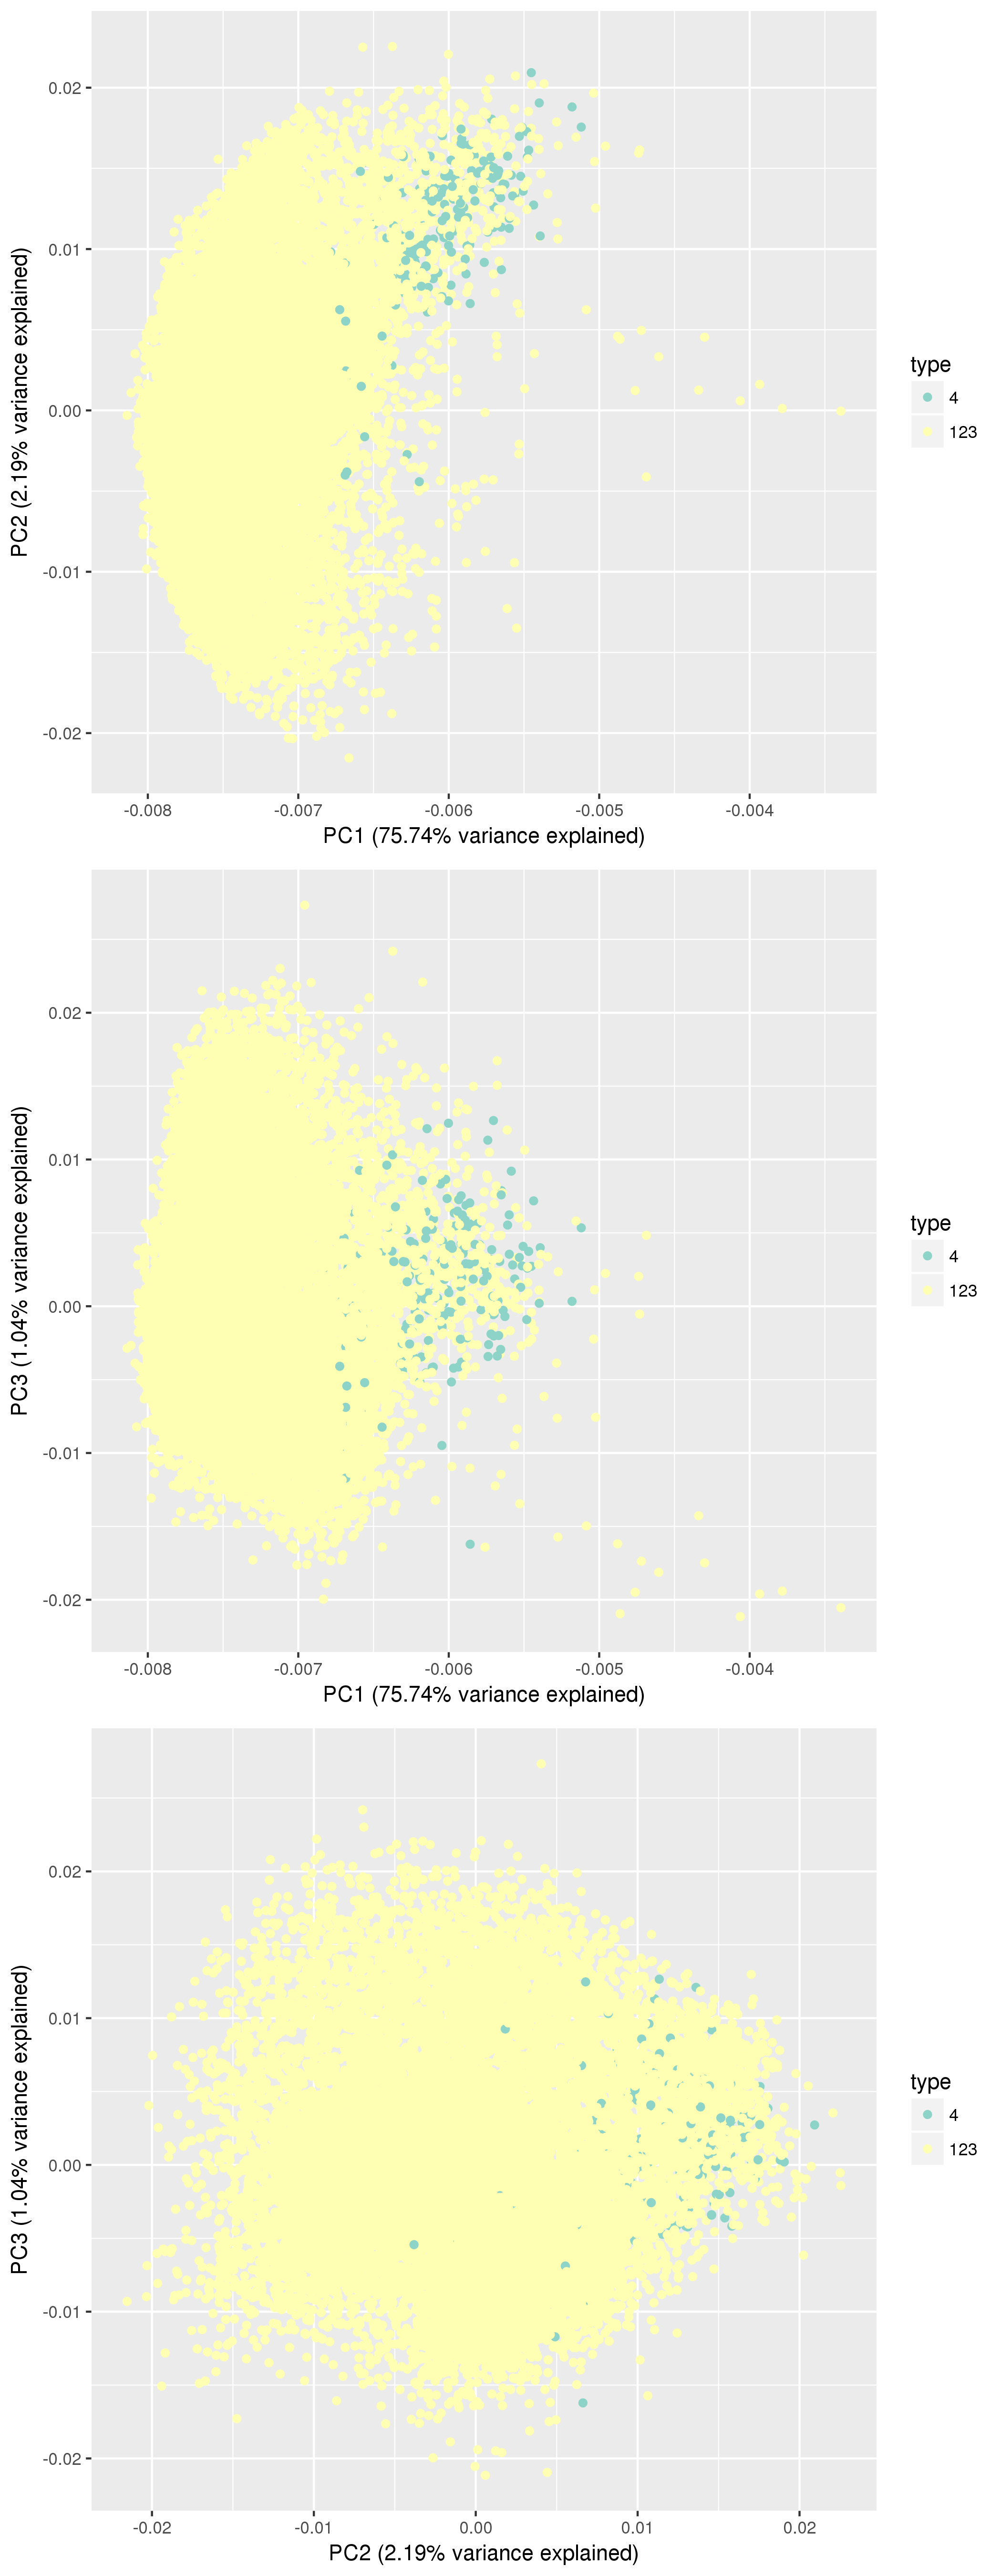 0.02
0.01
0.00
-0.01
-0.02
PC2 (2.19% variance explained)
-0.008 -0.007 -0.006 -0.005 -0.004
PC1 (75.74% variance explained)
type
4
123
0.02
0.01
0.00
-0.01
-0.02
PC3 (1.04% variance explained)
-0.008 -0.007 -0.006 -0.005 -0.004
PC1 (75.74% variance explained)
type
4
123
0.02
0.01
0.00
-0.01
-0.02
PC3 (1.04% variance explained)
-0.02 -0.01 0.00 0.01 0.02
PC2 (2.19% variance explained)
type
4
123